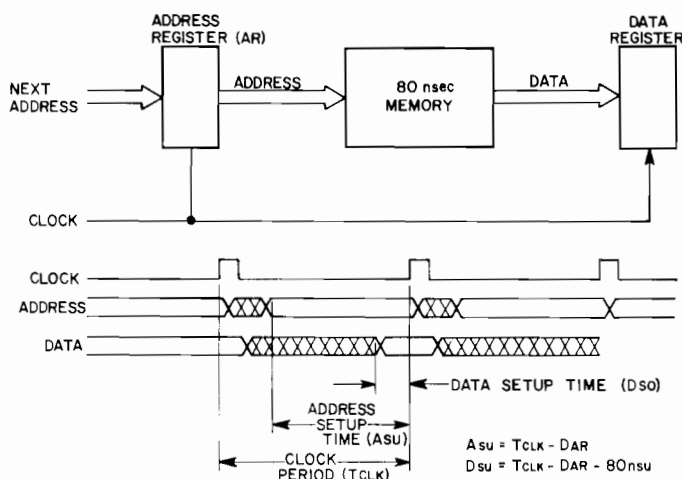 ADDRESS
REGISTER (AR)
DATA
REGISTER
NEXT
ADDRESS
ADDRESS
80 nsec
MEMORY
DATA
CLOCK
CLOCK
ADDRESS
DATA
DATA SETUP TIME (DSO)
ADDRESS
SETUP
TIME (ASU)
CLOCK
PERIOD (TCLK)
ASU = TCLK - DAR
DSU = TCLK - DAR - 80nsu